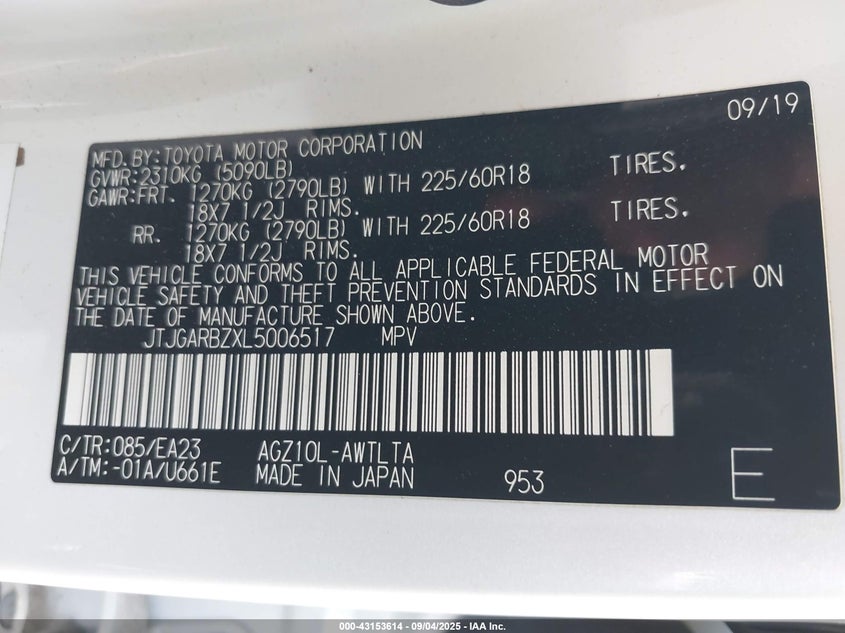 09/19
MFD. BY: TOYOTA MOTOR CORPORATION
GVWR: 2310KG (5090LB)
GAWR: FRT. 1270KG (2790LB) WITH 225/60R18 TIRES.
18X7 1/2J RIMS.
RR. 1270KG (2790LB) WITH 225/60R18 TIRES.
18X7 1/2J RIMS.
THIS VEHICLE CONFORMS TO ALL APPLICABLE FEDERAL MOTOR
VEHICLE SAFETY AND THEFT PREVENTION STANDARDS IN EFFECT ON
THE DATE OF MANUFACTURE SHOWN ABOVE.
JTJGARBZXL5006517 MPV
C/TR: 085/EA23 AGZ10L-AWTLTA
A/TM: -01A/U661E MADE IN JAPAN 953 E
000-43153614 - 09/04/2025 - IAA Inc.